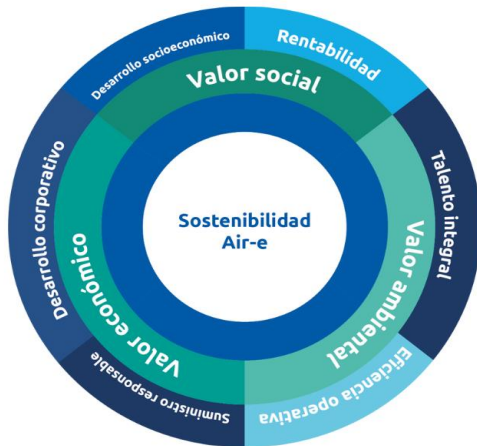 Desarrollo socioeconómico
Rentabilidad
Talento integral
Eficiencia operativa
Suministro responsable
Desarrollo corporativo
Valor social
Valor ambiental
Valor económico
Sostenibilidad
Air-e